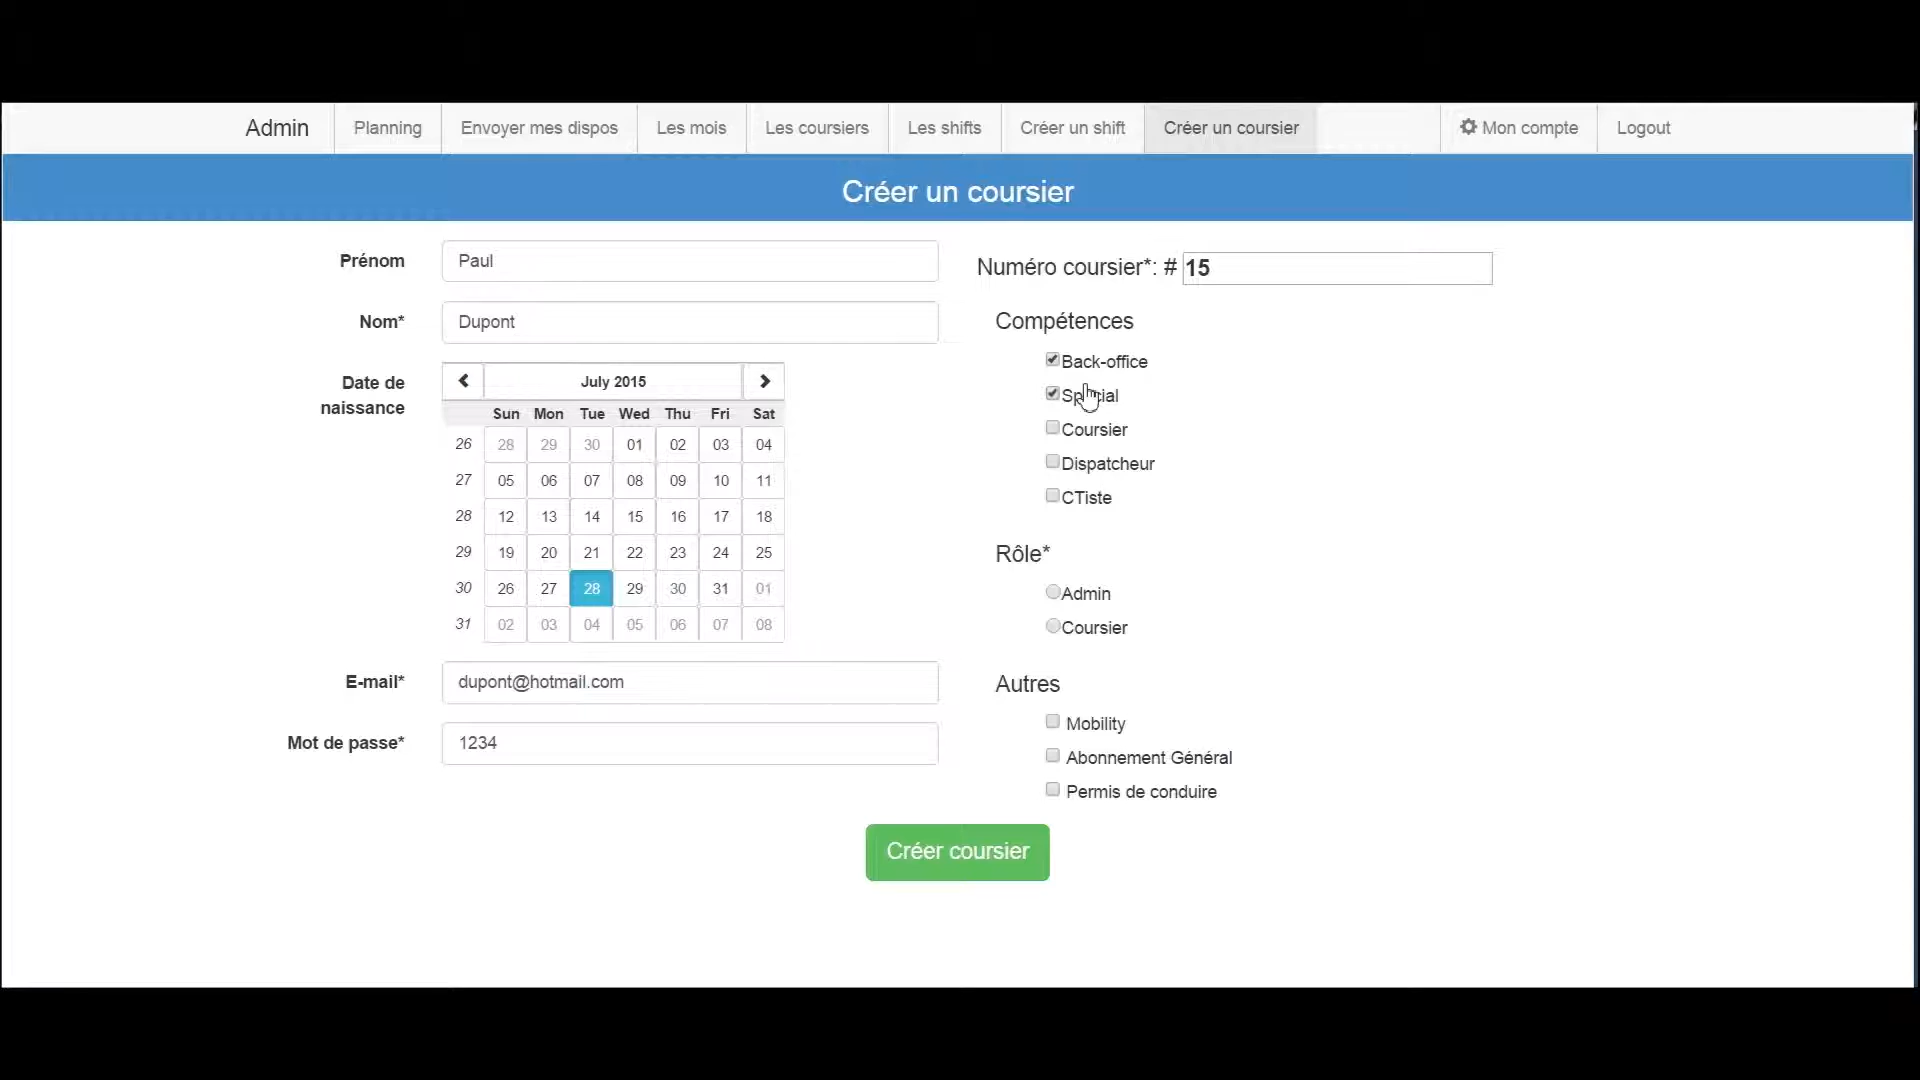 Admin Planning Envoyer mes dispos Les mois Les coursiers Les shifts Créer un shift Créer un coursier Mon compte Logout
Créer un coursier
Prénom Paul
Nom* Dupont
Date de naissance
July 2015
Sun Mon Tue Wed Thu Fri Sat
26 28 29 30 01 02 03 04
27 05 06 07 08 09 10 11
28 12 13 14 15 16 17 18
29 19 20 21 22 23 24 25
30 26 27 28 29 30 31 01
31 02 03 04 05 06 07 08
E-mail* dupont@hotmail.com
Mot de passe* 1234
Numéro coursier*: # 15
Compétences
Back-office
Spécial
Coursier
Dispatcheur
CTiste
Rôle*
Admin
Coursier
Autres
Mobility
Abonnement Général
Permis de conduire
Créer coursier